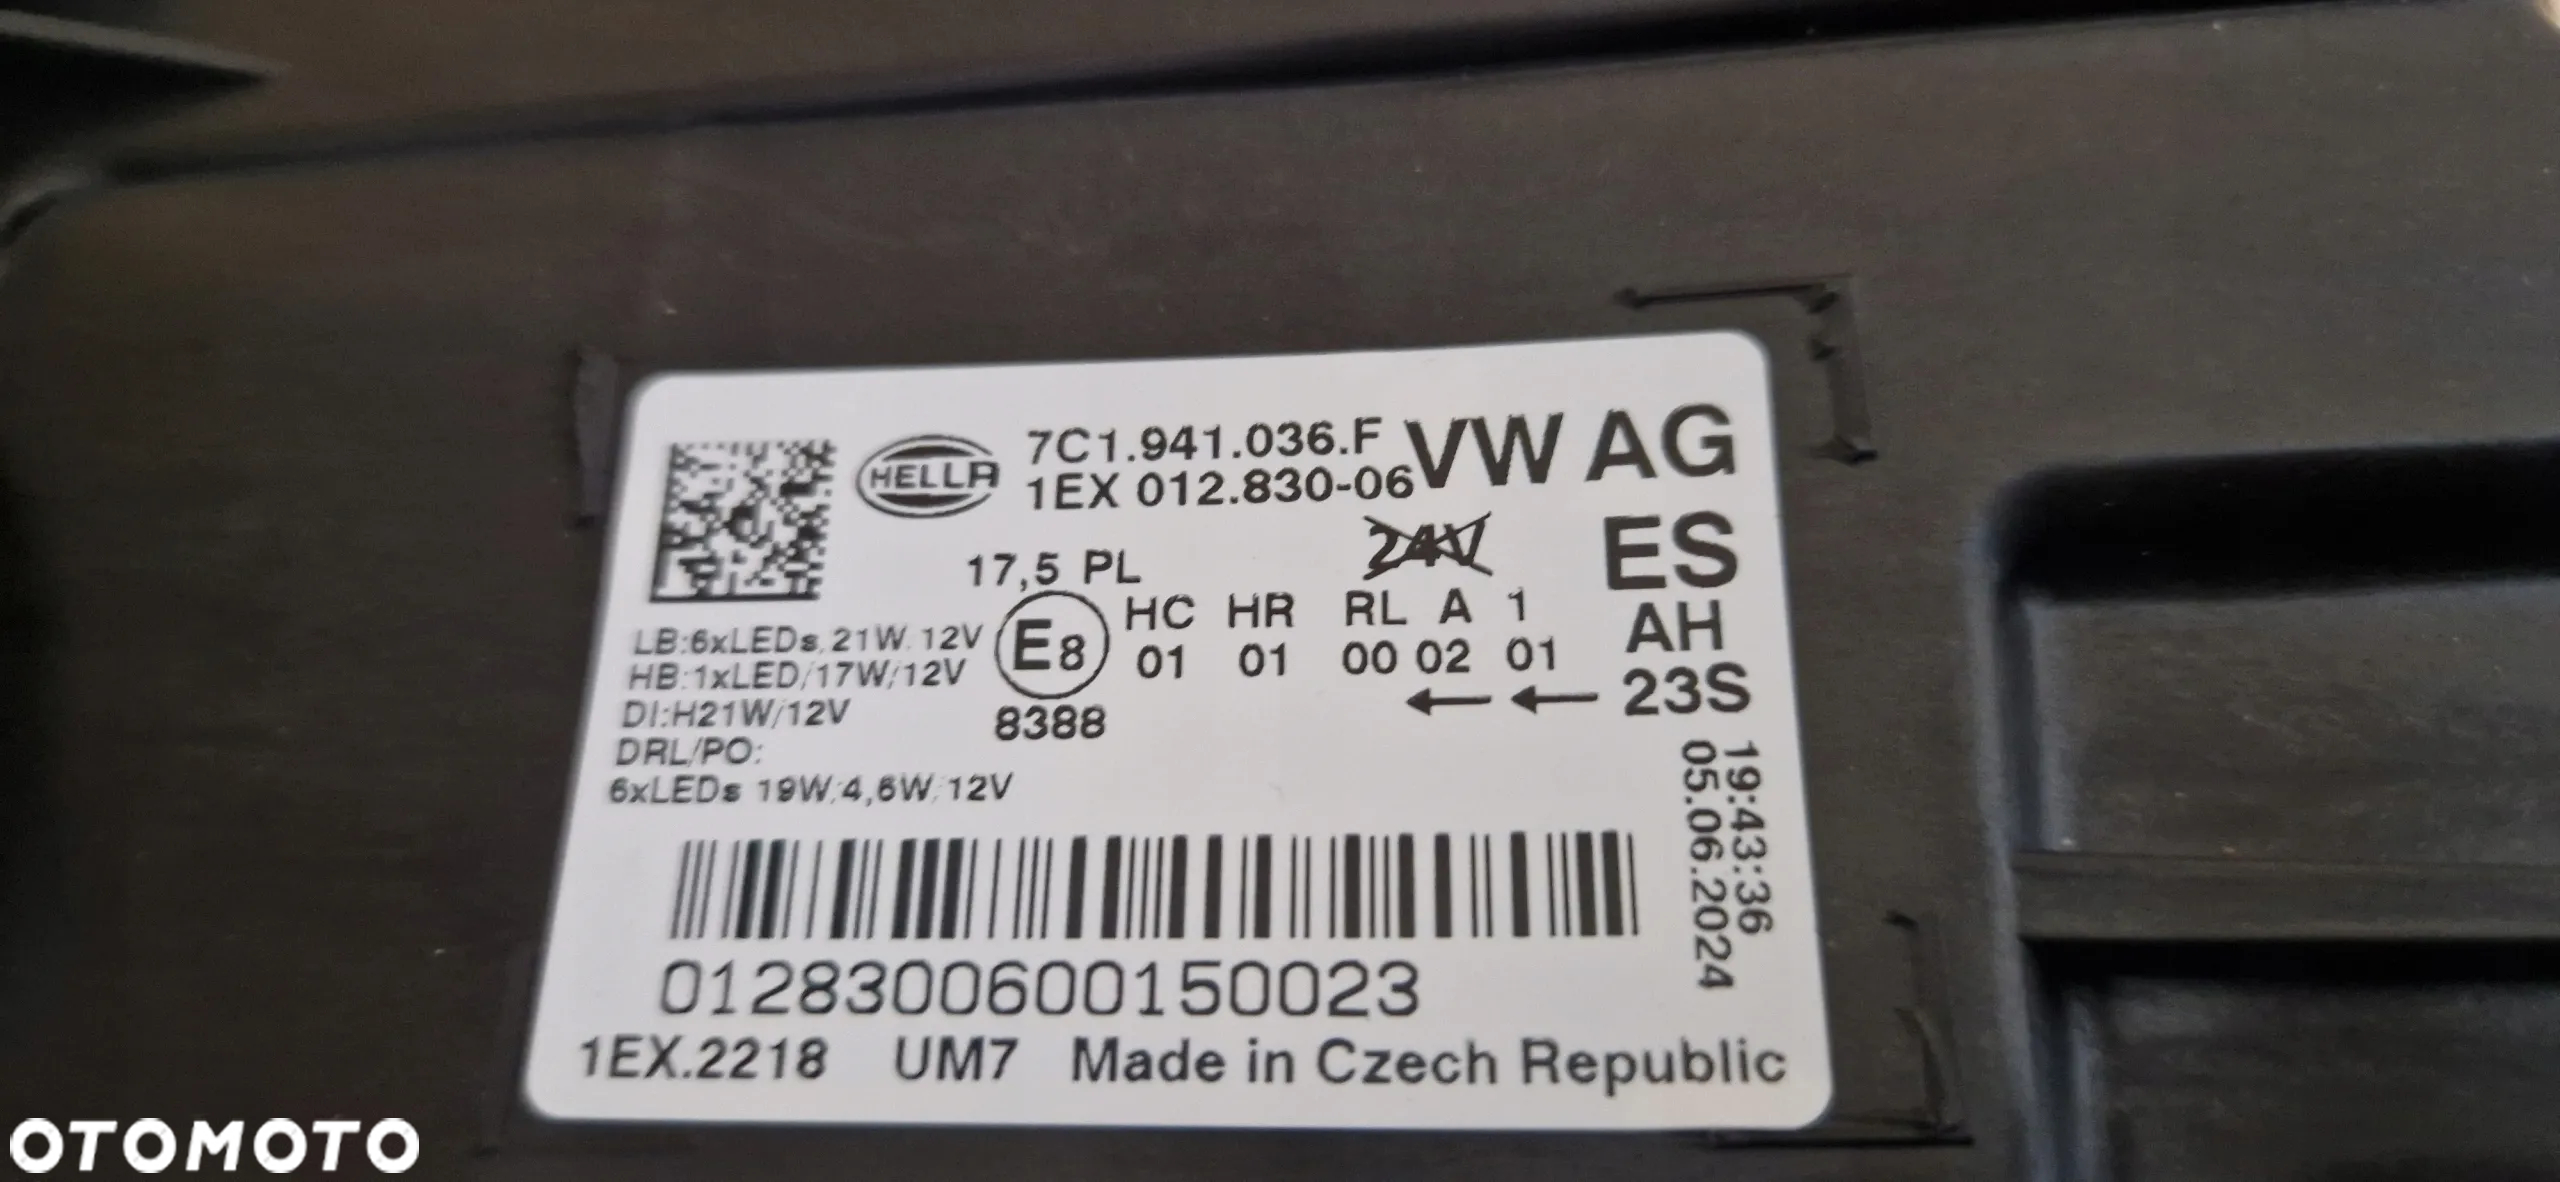 HELLA
7C1.941.036.F
1EX 012.830-06
VW AG
24V
ES
17,5 PL
HC HR RL A 1
AH
E8
01 01 00 02 01
23S
8388
LB:6xLEDs, 21W, 12V
HB:1xLED/17W/12V
DI:H21W/12V
DRL/PO:
6xLEDs 19W/4,6W/12V
19:43:36
05.06.2024
0128300600150023
1EX.2218 UM7 Made in Czech Republic
OTOMOTO